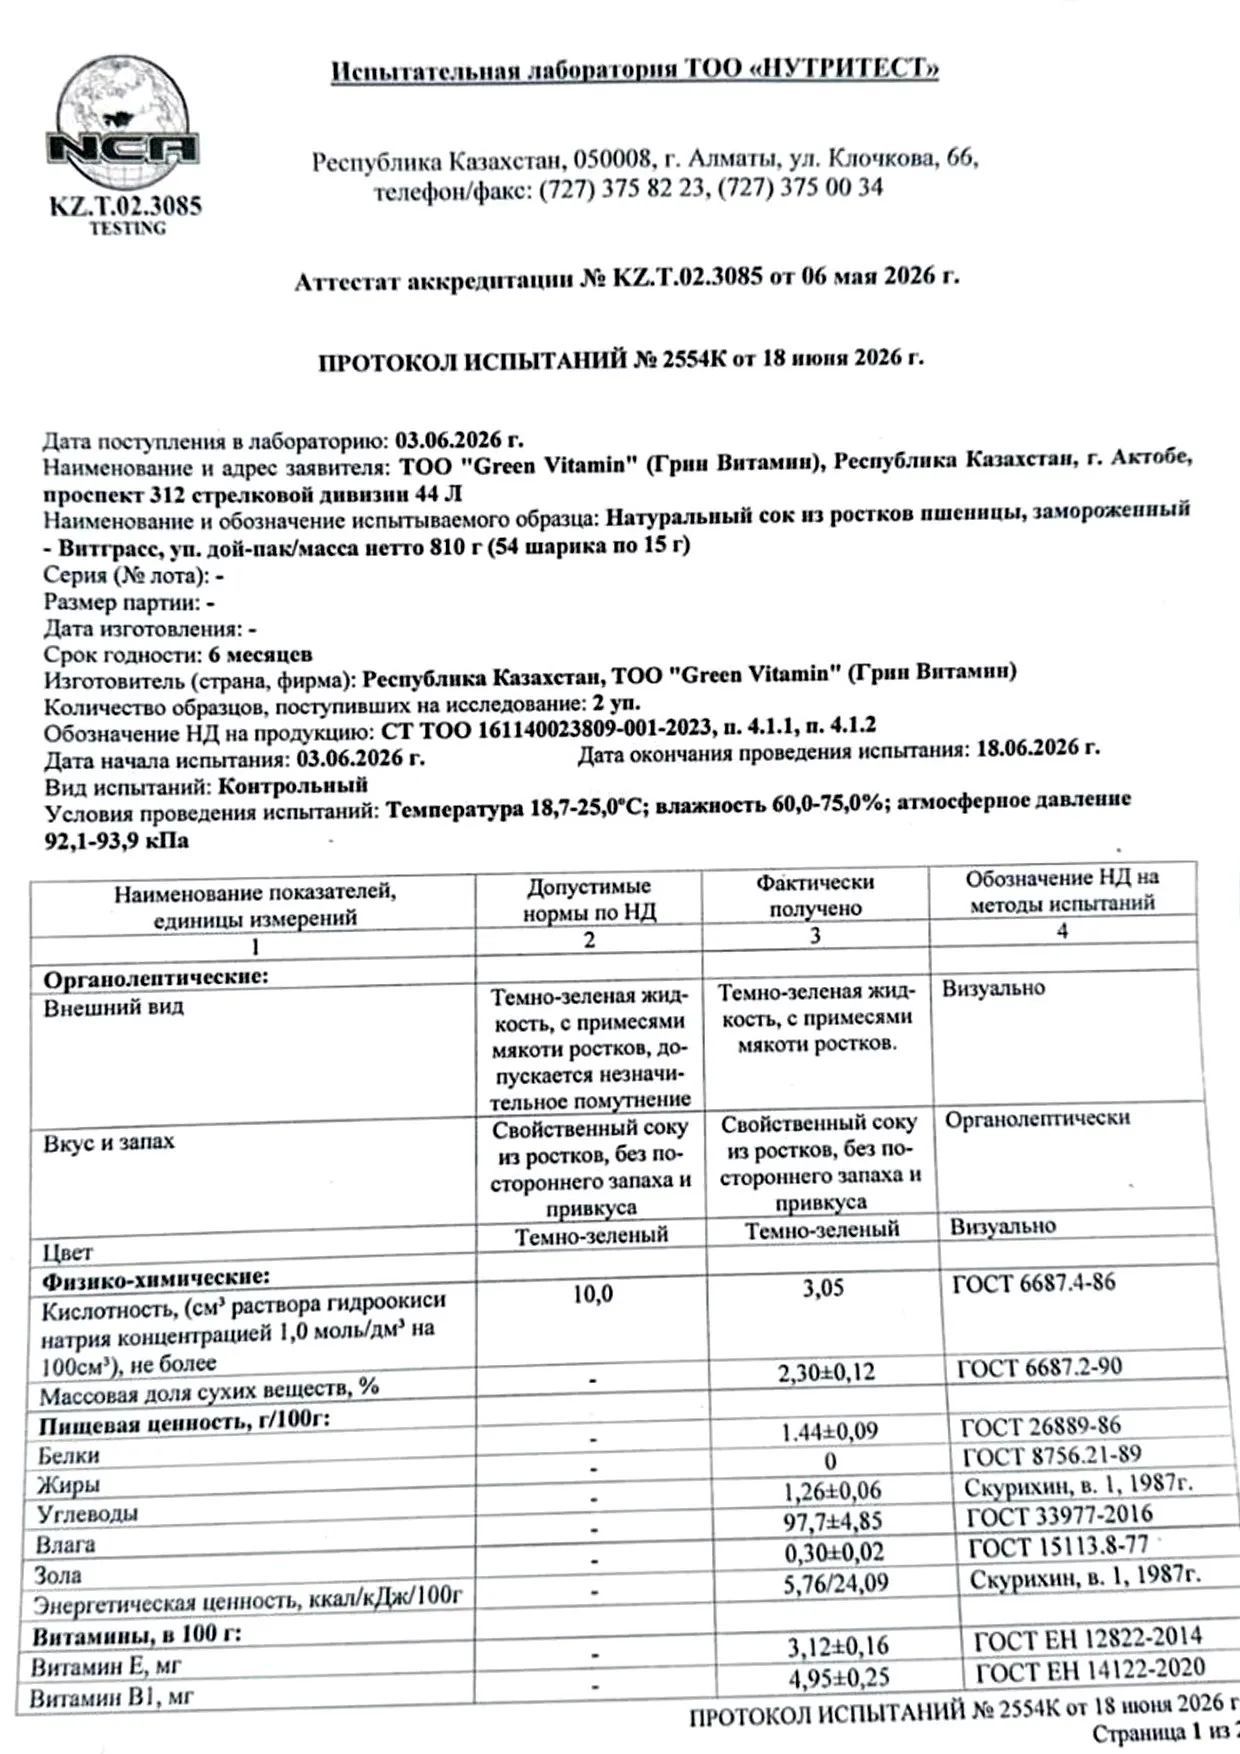 Испытательная лаборатория ТОО «НУТРИТЕСТ»
NCA
KZ.T.02.3085
TESTING
Республика Казахстан, 050008, г. Алматы, ул. Клочкова, 66,
телефон/факс: (727) 375 82 23, (727) 375 00 34
Аттестат аккредитации № KZ.T.02.3085 от 06 мая 2026 г.
ПРОТОКОЛ ИСПЫТАНИЙ № 2554К от 18 июня 2026 г.
Дата поступления в лабораторию: 03.06.2026 г.
Наименование и адрес заявителя: ТОО "Green Vitamin" (Грин Витамин), Республика Казахстан, г. Актобе,
проспект 312 стрелковой дивизии 44 Л
Наименование и обозначение испытываемого образца: Натуральный сок из ростков пшеницы, замороженный
- Витграсс, уп. дой-пак/масса нетто 810 г (54 шарика по 15 г)
Серия (№ лота): -
Размер партии: -
Дата изготовления: -
Срок годности: 6 месяцев
Изготовитель (страна, фирма): Республика Казахстан, ТОО "Green Vitamin" (Грин Витамин)
Количество образцов, поступивших на исследование: 2 уп.
Обозначение НД на продукцию: СТ ТОО 161140023809-001-2023, п. 4.1.1, п. 4.1.2
Дата начала испытания: 03.06.2026 г. Дата окончания проведения испытания: 18.06.2026 г.
Вид испытаний: Контрольный
Условия проведения испытаний: Температура 18,7-25,0°С; влажность 60,0-75,0%; атмосферное давление
92,1-93,9 кПа
Наименование показателей, Допустимые Фактически Обозначение НД на
единицы измерений нормы по НД получено методы испытаний
1 2 3 4
Органолептические:
Внешний вид Темно-зеленая жид- Темно-зеленая жид- Визуально
кость, с примесями кость, с примесями
мякоти ростков, до- мякоти ростков.
пускается незначи-
тельное помутнение
Вкус и запах Свойственный соку Свойственный соку Органолептически
из ростков, без по- из ростков, без по-
стороннего запаха и стороннего запаха и
привкуса привкуса
Цвет Темно-зеленый Темно-зеленый Визуально
Физико-химические:
Кислотность, (см³ раствора гидроокиси 10,0 3,05 ГОСТ 6687.4-86
натрия концентрацией 1,0 моль/дм³ на
100см³), не более
Массовая доля сухих веществ, % - 2,30±0,12 ГОСТ 6687.2-90
Пищевая ценность, г/100г:
Белки - 1.44±0,09 ГОСТ 26889-86
Жиры - 0 ГОСТ 8756.21-89
Углеводы - 1,26±0,06 Скурихин, в. 1, 1987г.
Влага - 97,7±4,85 ГОСТ 33977-2016
Зола - 0,30±0,02 ГОСТ 15113.8-77
Энергетическая ценность, ккал/кДж/100г - 5,76/24,09 Скурихин, в. 1, 1987г.
Витамины, в 100 г:
Витамин Е, мг - 3,12±0,16 ГОСТ ЕН 12822-2014
Витамин В1, мг - 4,95±0,25 ГОСТ ЕН 14122-2020
ПРОТОКОЛ ИСПЫТАНИЙ № 2554К от 18 июня 2026 г
Страница 1 из 2